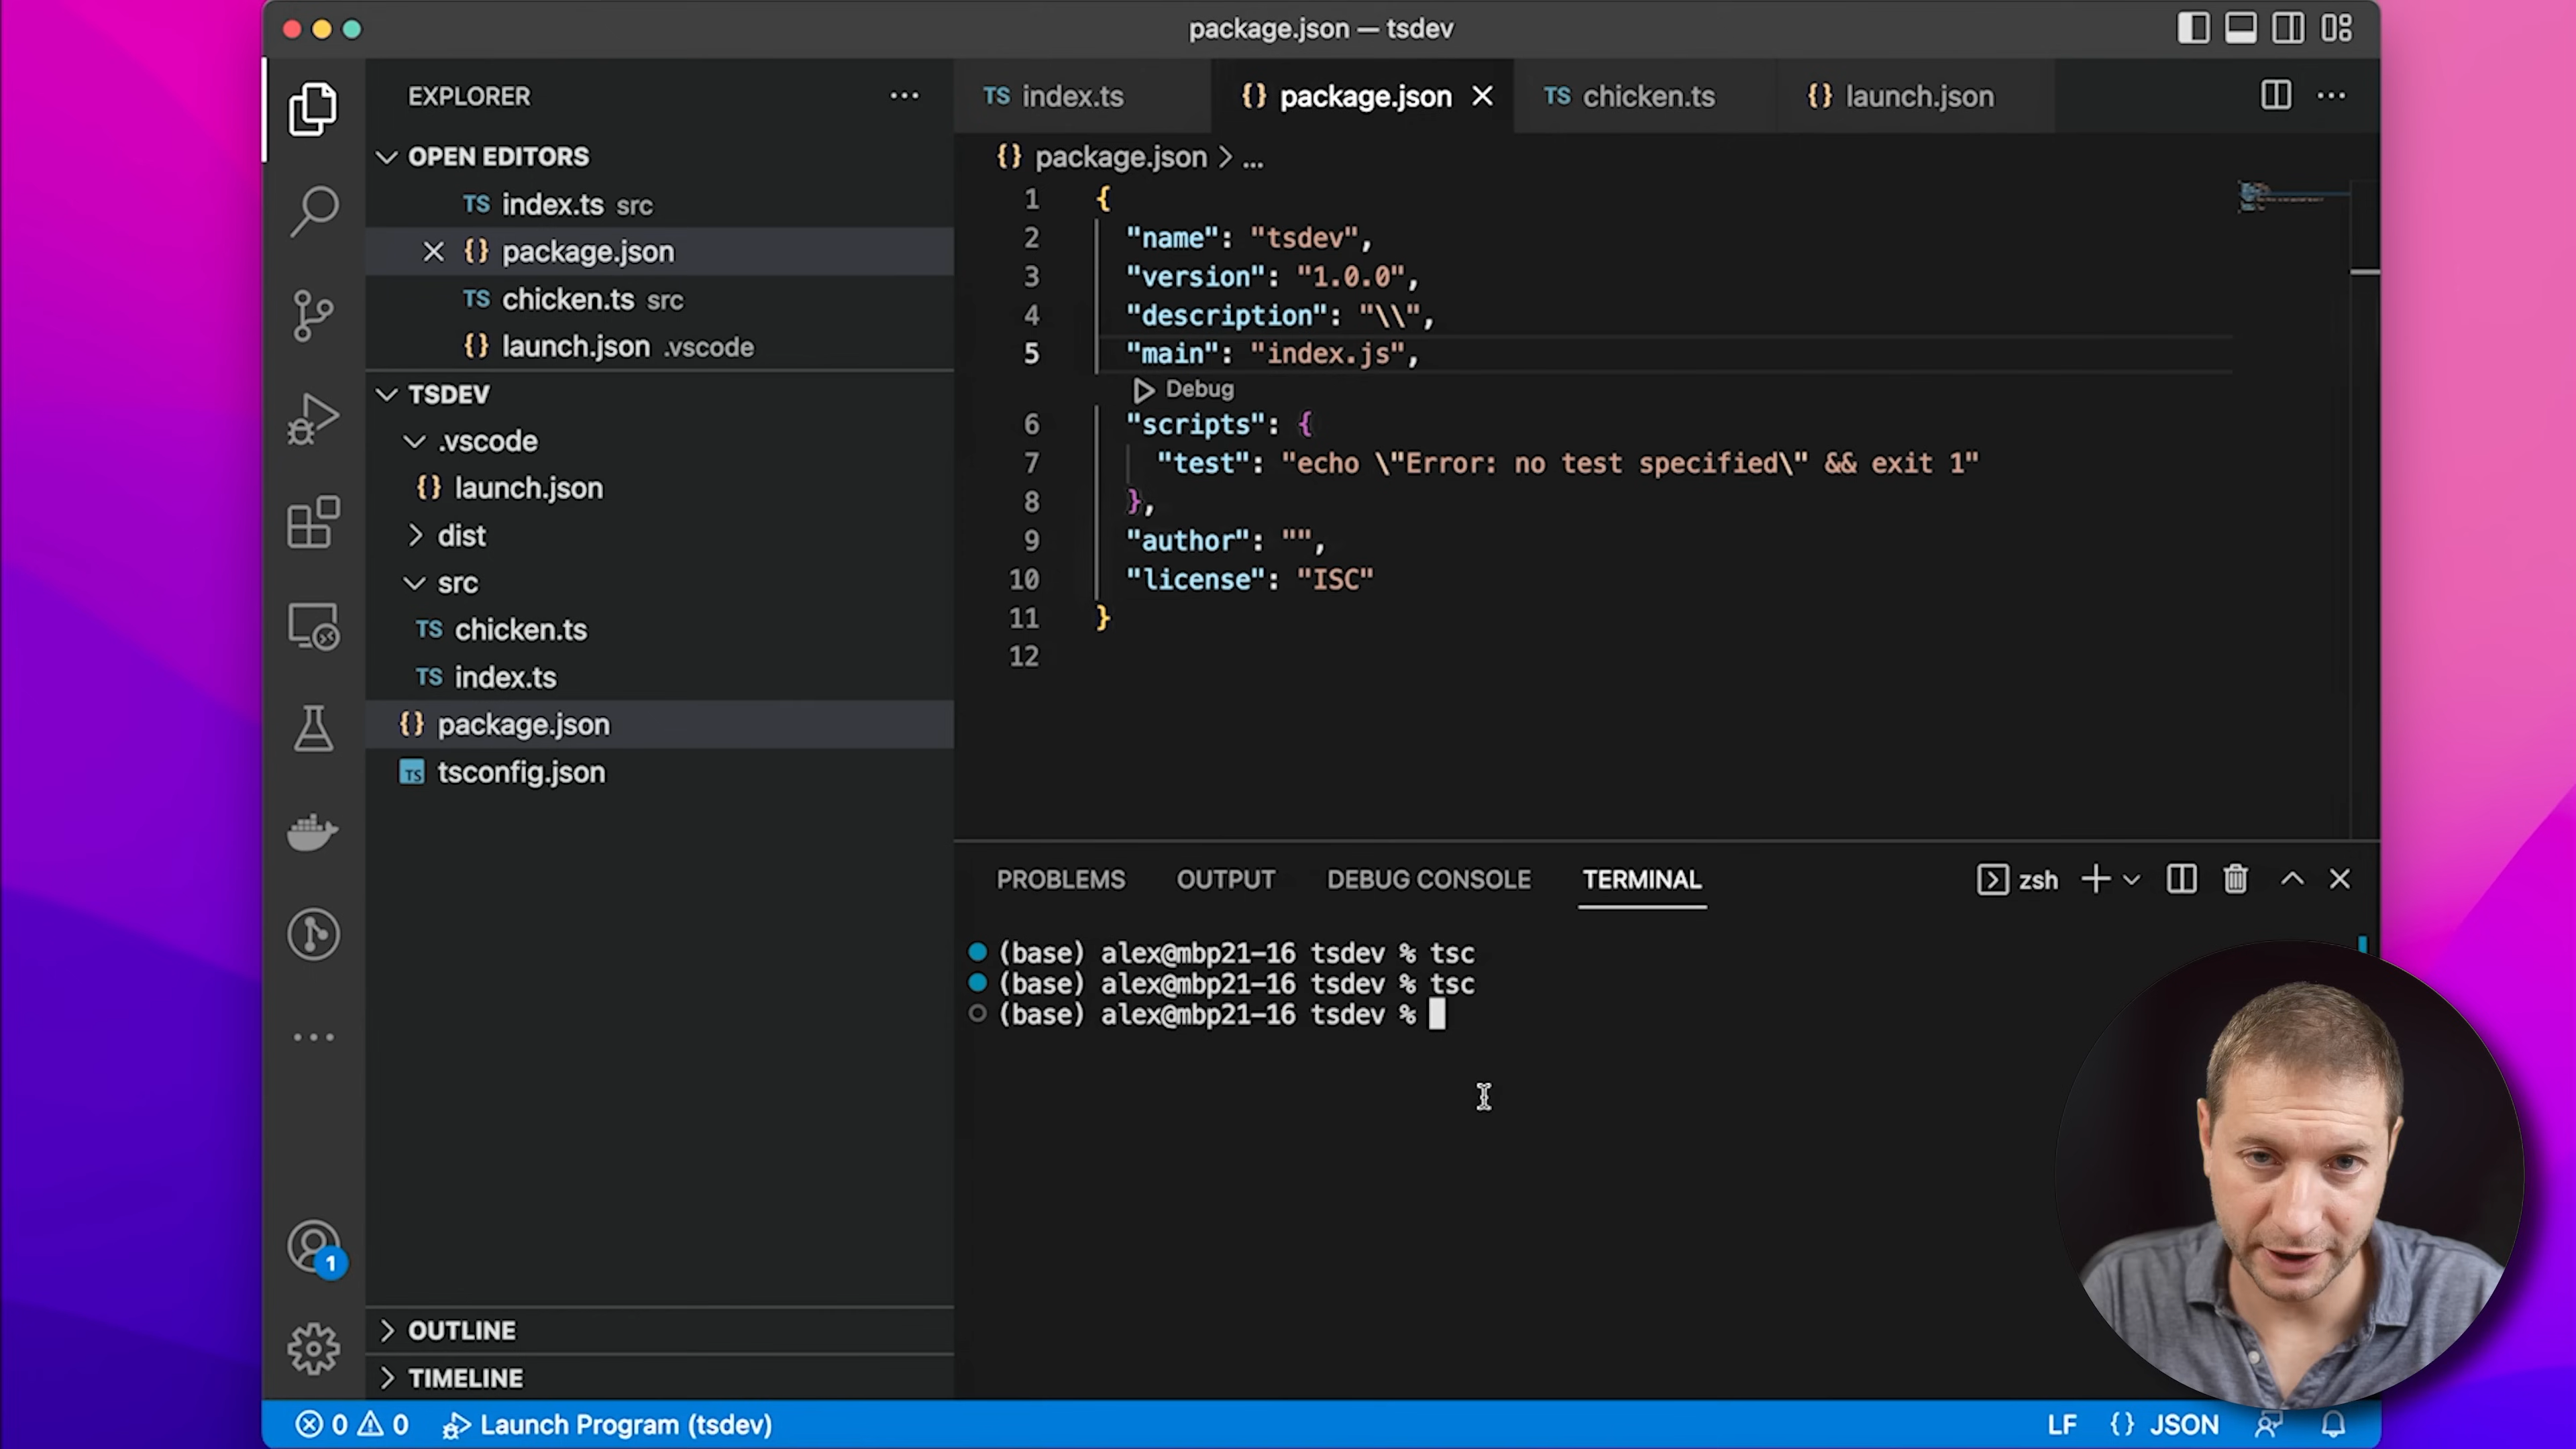 package.json — tsdev
EXPLORER
OPEN EDITORS
TS index.ts src
{} package.json
TS chicken.ts src
{} launch.json .vscode
TSDEV
.vscode
{} launch.json
dist
src
TS chicken.ts
TS index.ts
{} package.json
TS tsconfig.json
OUTLINE
TIMELINE
1
TS index.ts {} package.json TS chicken.ts {} launch.json
{} package.json > ...
1 {
2 "name": "tsdev",
3 "version": "1.0.0",
4 "description": "\\",
5 "main": "index.js",
Debug
6 "scripts": {
7 "test": "echo \"Error: no test specified\" && exit 1"
8 },
9 "author": "",
10 "license": "ISC"
11 }
12
PROBLEMS OUTPUT DEBUG CONSOLE TERMINAL zsh
(base) alex@mbp21-16 tsdev % tsc
(base) alex@mbp21-16 tsdev % tsc
(base) alex@mbp21-16 tsdev %
0 0 Launch Program (tsdev) LF {} JSON